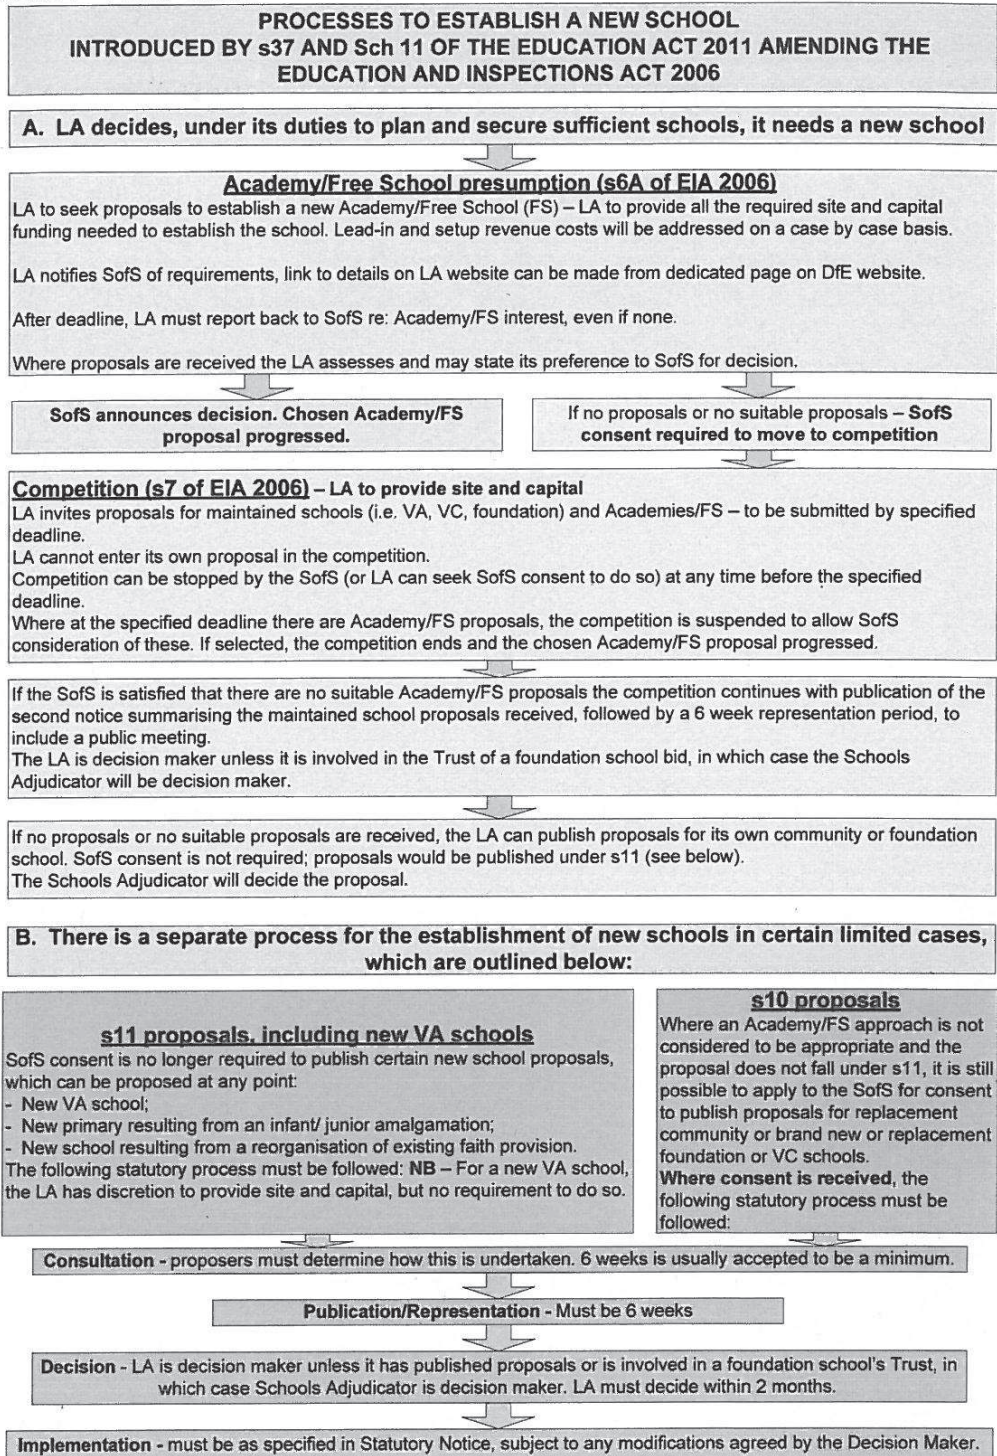 PROCESSES TO ESTABLISH A NEW SCHOOL
INTRODUCED BY s37 AND Sch 11 OF THE EDUCATION ACT 2011 AMENDING THE
EDUCATION AND INSPECTIONS ACT 2006
A. LA decides, under its duties to plan and secure sufficient schools, it needs a new school
Academy/Free School presumption (s6A of EIA 2006)
LA to seek proposals to establish a new Academy/Free School (FS) – LA to provide all the required site and capital
funding needed to establish the school. Lead-in and setup revenue costs will be addressed on a case by case basis.
LA notifies SofS of requirements, link to details on LA website can be made from dedicated page on DfE website.
After deadline, LA must report back to SofS re: Academy/FS interest, even if none.
Where proposals are received the LA assesses and may state its preference to SofS for decision.
SofS announces decision. Chosen Academy/FS
proposal progressed.
If no proposals or no suitable proposals – SofS
consent required to move to competition
Competition (s7 of EIA 2006) – LA to provide site and capital
LA invites proposals for maintained schools (i.e. VA, VC, foundation) and Academies/FS – to be submitted by specified
deadline.
LA cannot enter its own proposal in the competition.
Competition can be stopped by the SofS (or LA can seek SofS consent to do so) at any time before the specified
deadline.
Where at the specified deadline there are Academy/FS proposals, the competition is suspended to allow SofS
consideration of these. If selected, the competition ends and the chosen Academy/FS proposal progressed.
If the SofS is satisfied that there are no suitable Academy/FS proposals the competition continues with publication of the
second notice summarising the maintained school proposals received, followed by a 6 week representation period, to
include a public meeting.
The LA is decision maker unless it is involved in the Trust of a foundation school bid, in which case the Schools
Adjudicator will be decision maker.
If no proposals or no suitable proposals are received, the LA can publish proposals for its own community or foundation
school. SofS consent is not required; proposals would be published under s11 (see below).
The Schools Adjudicator will decide the proposal.
B. There is a separate process for the establishment of new schools in certain limited cases,
which are outlined below:
s11 proposals, including new VA schools
SofS consent is no longer required to publish certain new school proposals,
which can be proposed at any point:
- New VA school;
- New primary resulting from an infant/ junior amalgamation;
- New school resulting from a reorganisation of existing faith provision.
The following statutory process must be followed: NB – For a new VA school,
the LA has discretion to provide site and capital, but no requirement to do so.
s10 proposals
Where an Academy/FS approach is not
considered to be appropriate and the
proposal does not fall under s11, it is still
possible to apply to the SofS for consent
to publish proposals for replacement
community or brand new or replacement
foundation or VC schools.
Where consent is received, the
following statutory process must be
followed:
Consultation - proposers must determine how this is undertaken. 6 weeks is usually accepted to be a minimum.
Publication/Representation - Must be 6 weeks
Decision - LA is decision maker unless it has published proposals or is involved in a foundation school's Trust, in
which case Schools Adjudicator is decision maker. LA must decide within 2 months.
Implementation - must be as specified in Statutory Notice, subject to any modifications agreed by the Decision Maker.